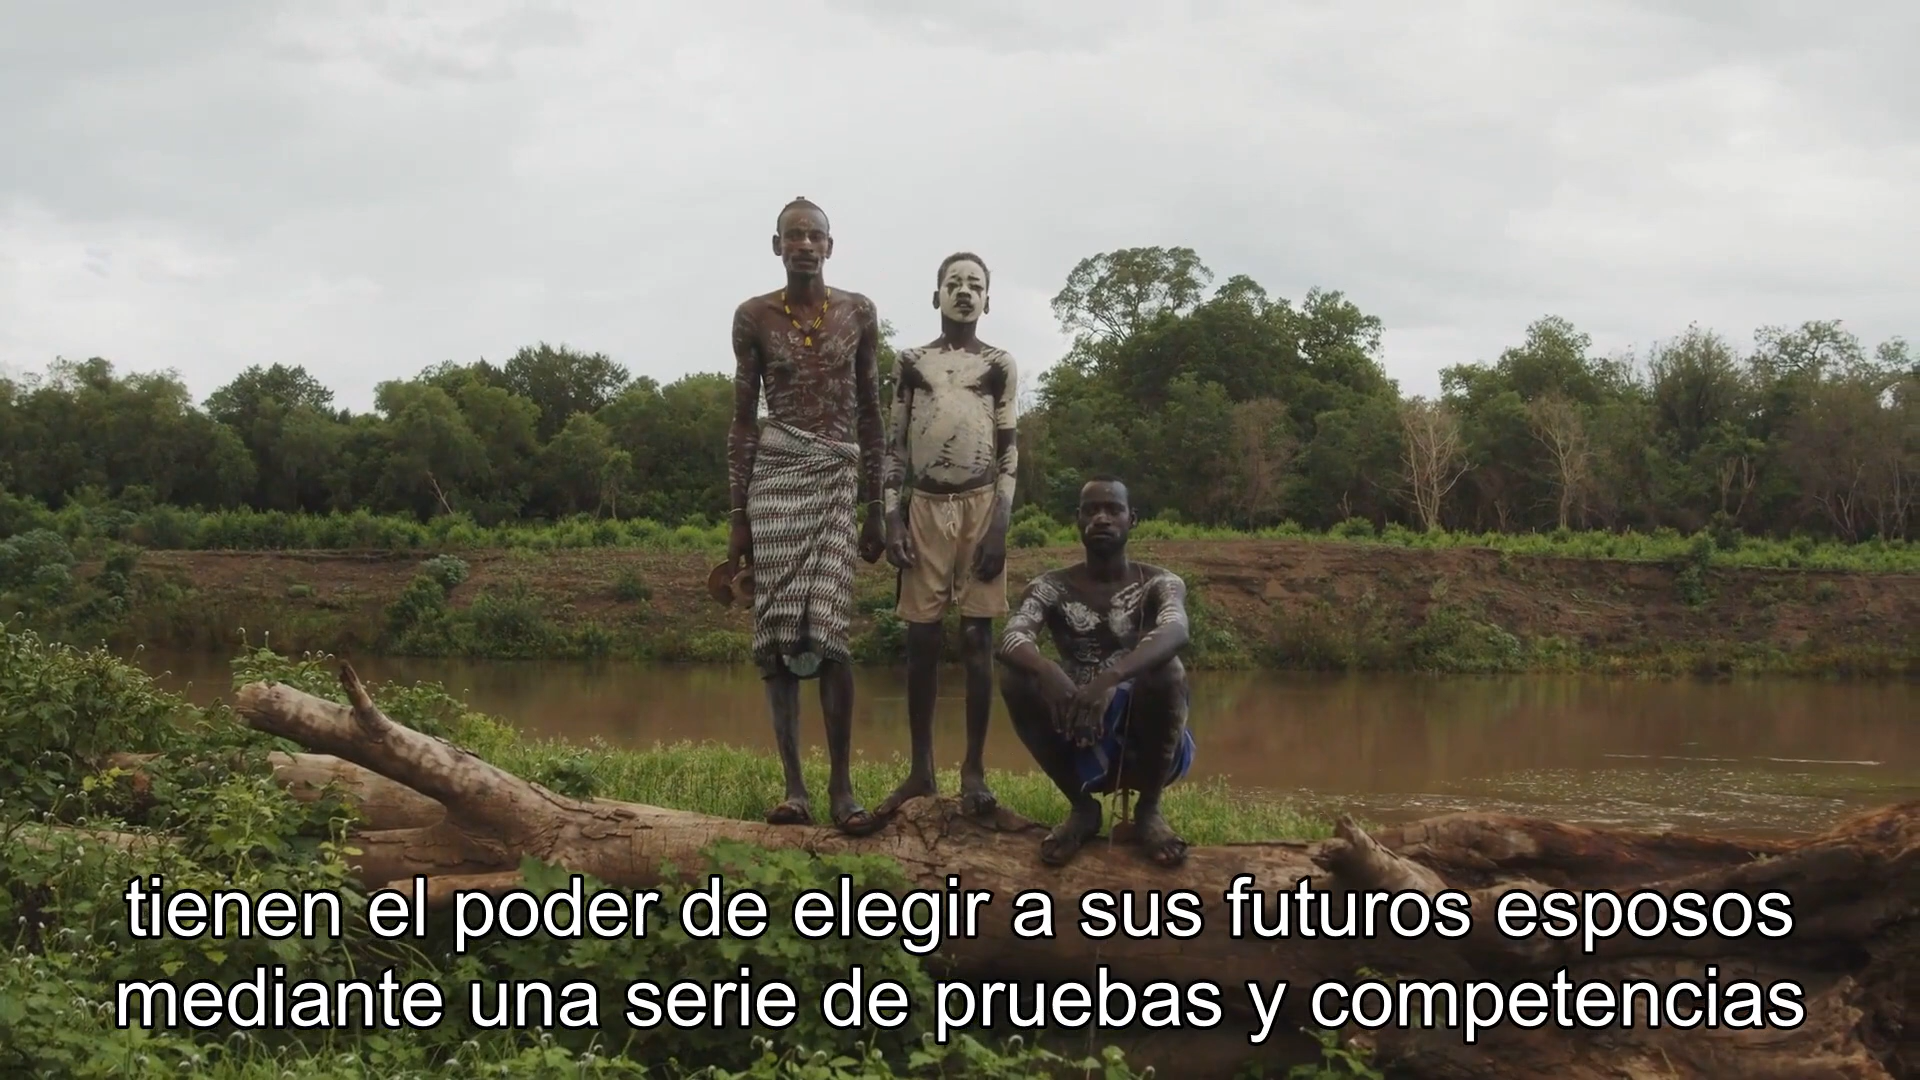 tienen el poder de elegir a sus futuros esposos
mediante una serie de pruebas y competencias